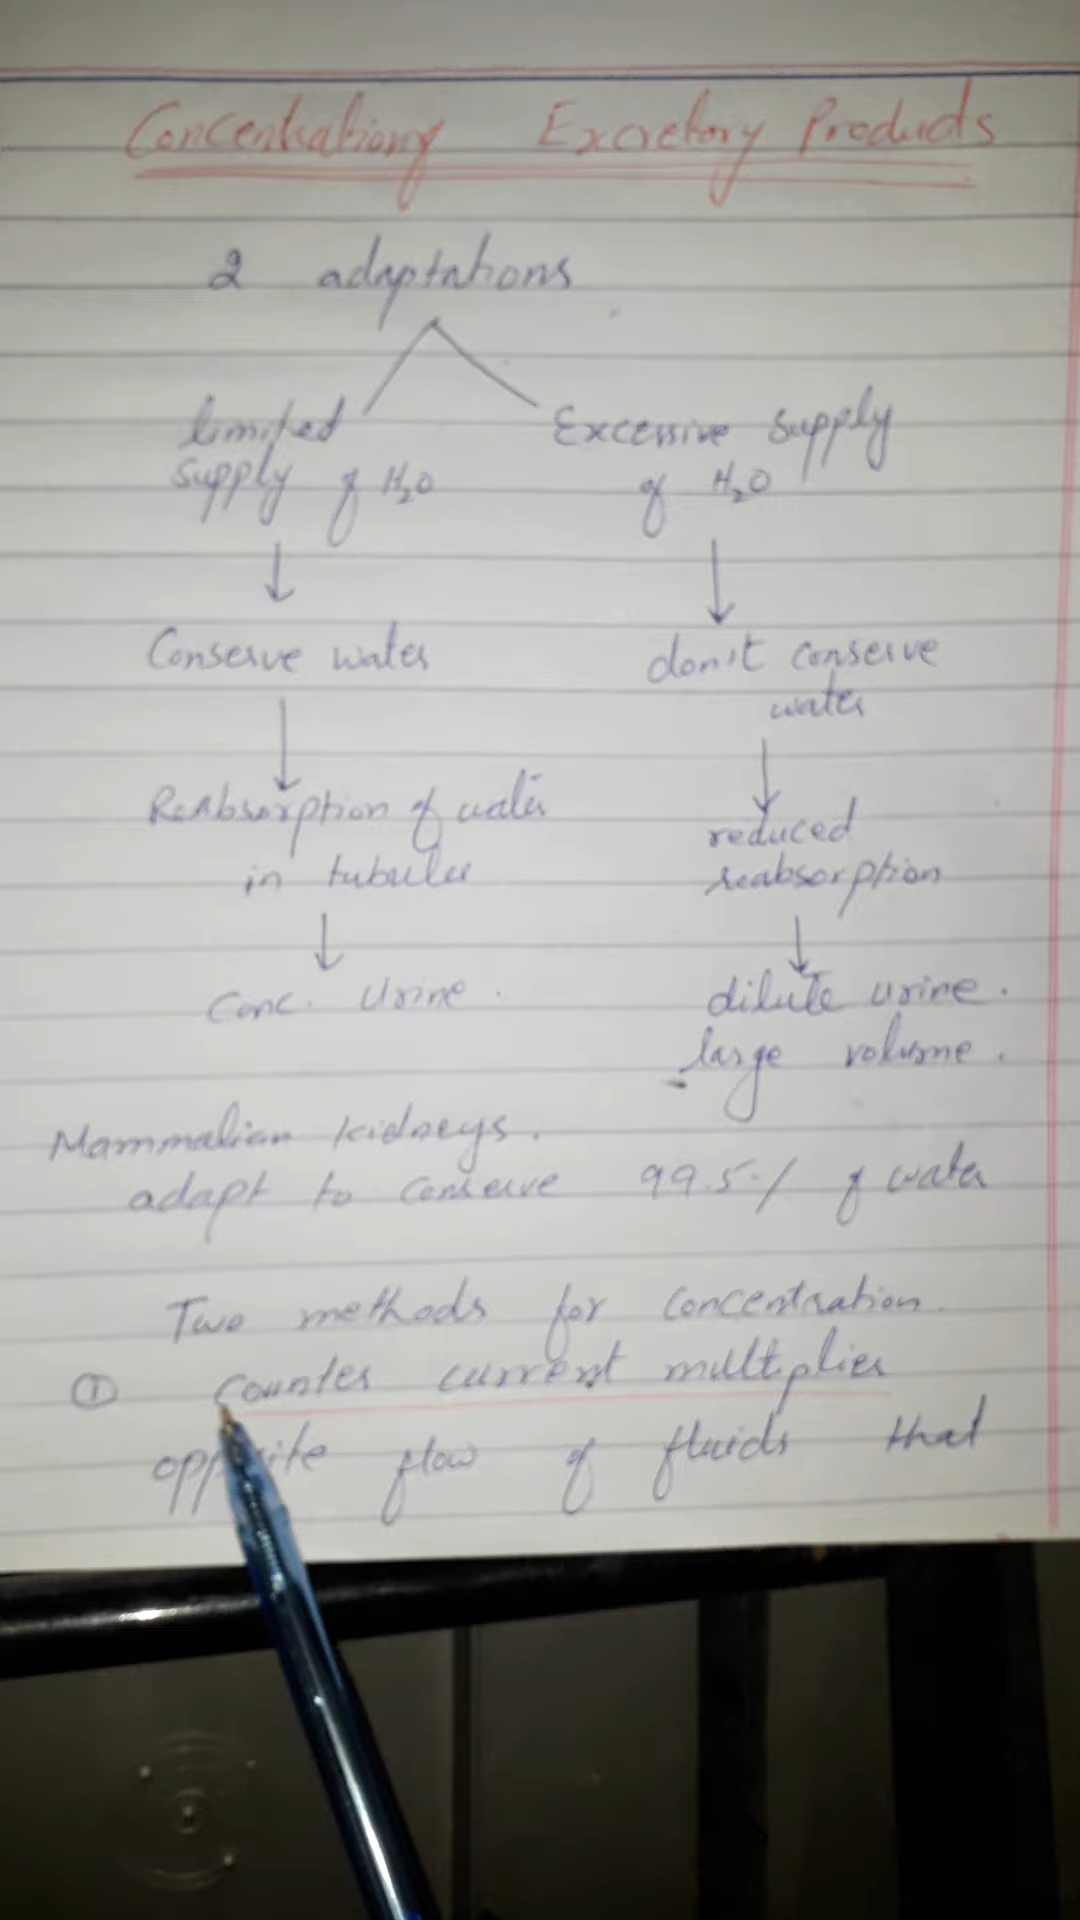 Concentration of Excretory Products
2 adaptations
limited
supply of H₂O
Excessive supply
of H₂O
Conserve water
don't conserve
water
Reabsorption of water
in tubules
reduced
reabsorption
Conc. Urine.
dilute urine.
large volume.
Mammalian kidneys.
adapt to conserve 99.5% of water
Two methods for concentration.
① Counter current multiplier
opposite flow of fluids that